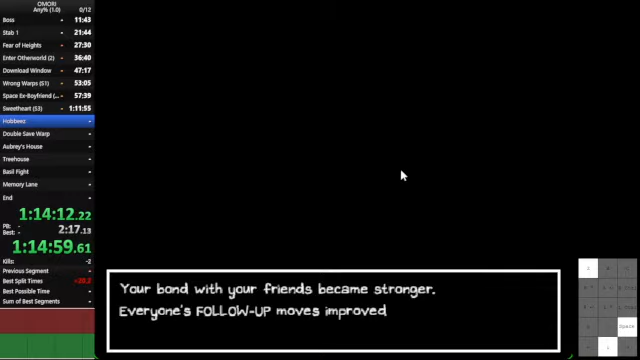 OMORI
Any% (1.0) 0/12
Boss 11:43
Stab 1 21:44
Fear of Heights 27:30
Enter Otherworld (2) 36:40
Download Window 47:17
Wrong Warps (S1) 53:05
Space Ex-Boyfriend (... 57:39
Sweetheart (S3) 1:11:55
Hobbeez -
Double Save Warp -
Aubrey's House -
Treehouse -
Basil Fight -
Memory Lane -
End -
1:14:12.22
PB: -
Best: - 2:17.13
1:14:59.61
Kills: -2
Previous Segment -
Best Split Times
Best Possible Time -
Sum of Best Segments -
Your bond with your friends became stronger.
Everyone's FOLLOW-UP moves improved
Space